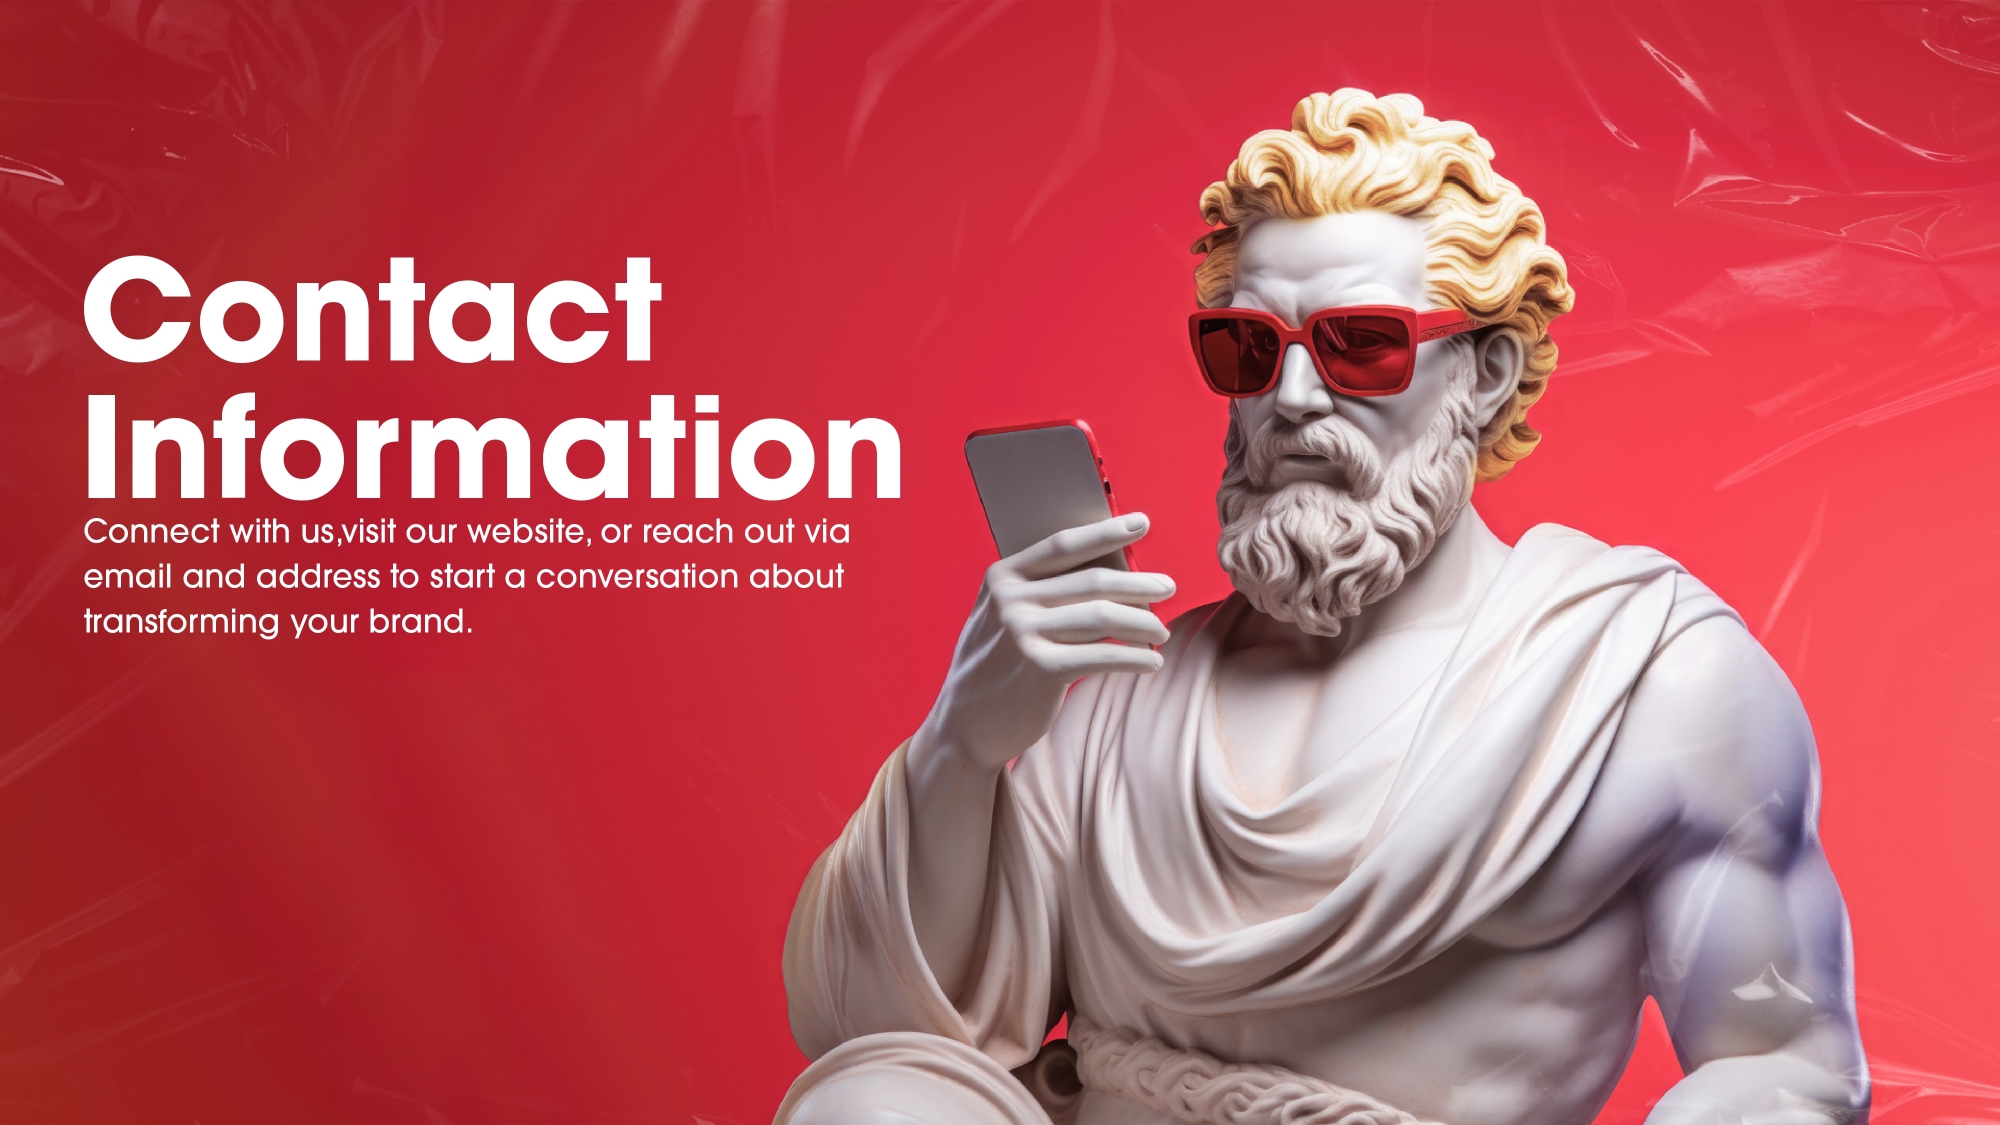 Contact
Information
Connect with us,visit our website, or reach out via
email and address to start a conversation about
transforming your brand.